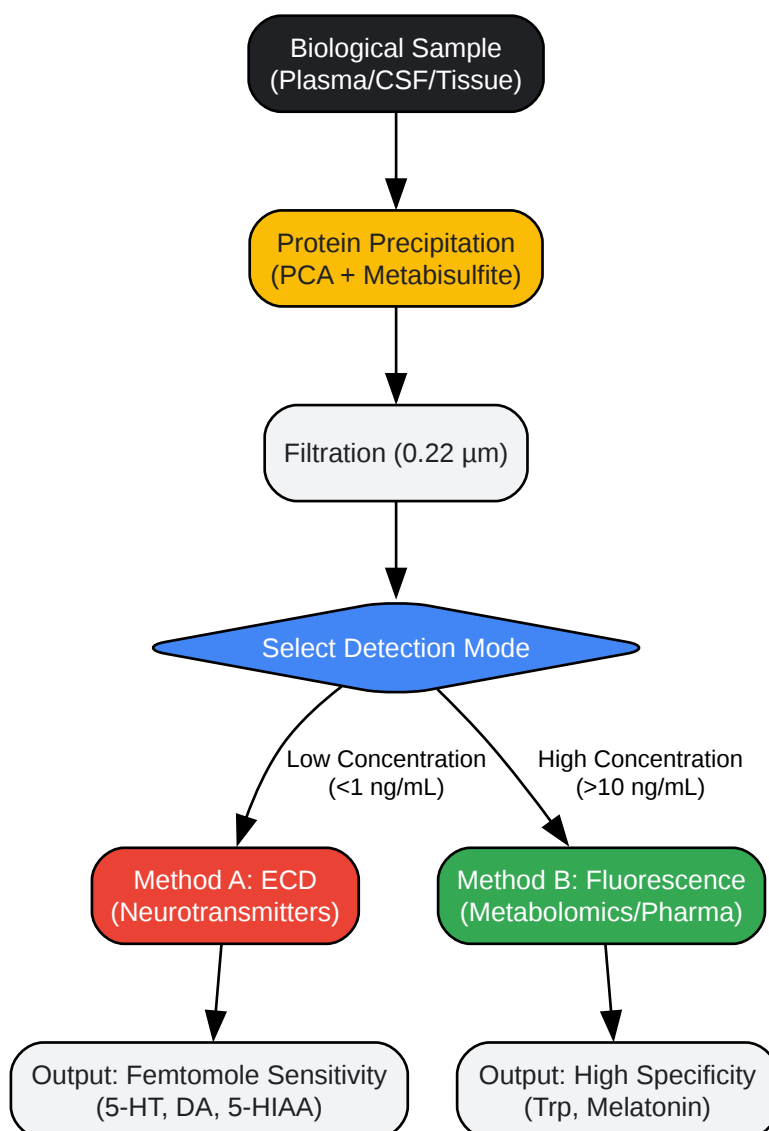 Biological Sample
(Plasma/CSF/Tissue)
Protein Precipitation
(PCA + Metabisulfite)
Filtration (0.22 µm)
Select Detection Mode
Low Concentration
(<1 ng/mL)
High Concentration
(>10 ng/mL)
Method A: ECD
(Neurotransmitters)
Method B: Fluorescence
(Metabolomics/Pharma)
Output: Femtomole Sensitivity
(5-HT, DA, 5-HIAA)
Output: High Specificity
(Trp, Melatonin)